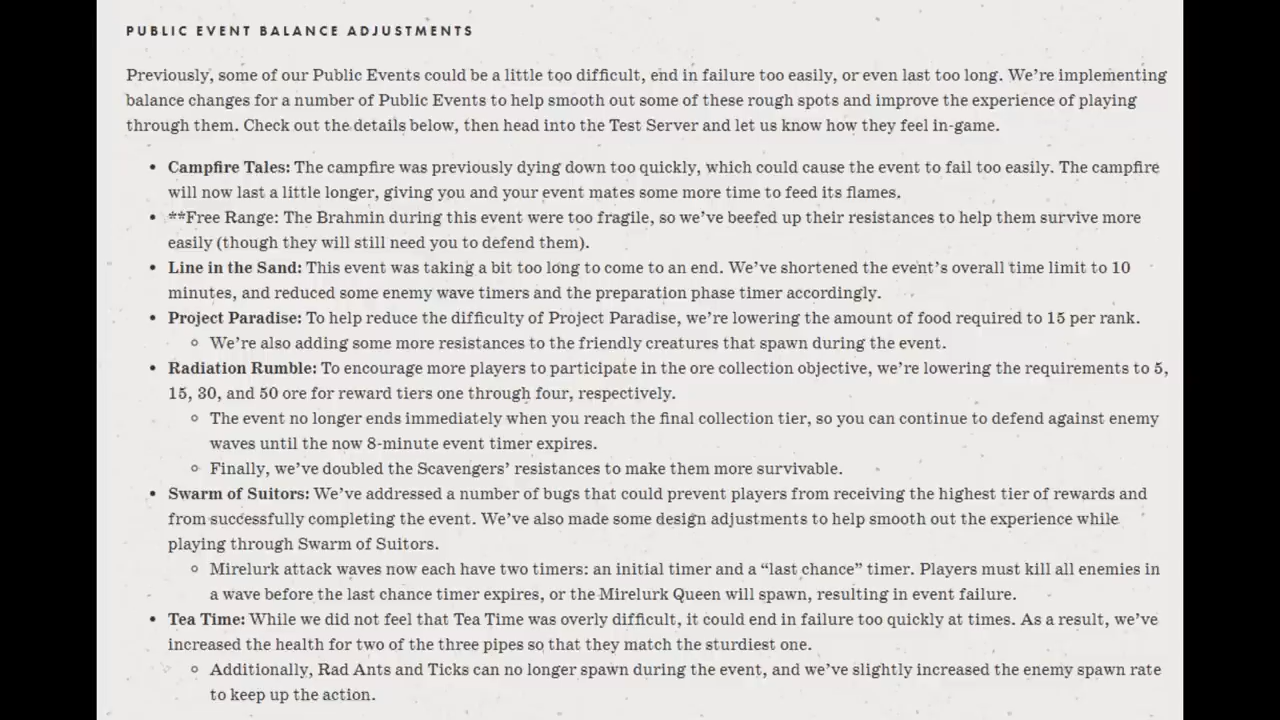 PUBLIC EVENT BALANCE ADJUSTMENTS
Previously, some of our Public Events could be a little too difficult, end in failure too easily, or even last too long. We’re implementing
balance changes for a number of Public Events to help smooth out some of these rough spots and improve the experience of playing
through them. Check out the details below, then head into the Test Server and let us know how they feel in-game.
• Campfire Tales: The campfire was previously dying down too quickly, which could cause the event to fail too easily. The campfire
will now last a little longer, giving you and your event mates some more time to feed its flames.
• **Free Range: The Brahmin during this event were too fragile, so we’ve beefed up their resistances to help them survive more
easily (though they will still need you to defend them).
• Line in the Sand: This event was taking a bit too long to come to an end. We’ve shortened the event’s overall time limit to 10
minutes, and reduced some enemy wave timers and the preparation phase timer accordingly.
• Project Paradise: To help reduce the difficulty of Project Paradise, we’re lowering the amount of food required to 15 per rank.
◦ We’re also adding some more resistances to the friendly creatures that spawn during the event.
• Radiation Rumble: To encourage more players to participate in the ore collection objective, we’re lowering the requirements to 5,
15, 30, and 50 ore for reward tiers one through four, respectively.
◦ The event no longer ends immediately when you reach the final collection tier, so you can continue to defend against enemy
waves until the now 8-minute event timer expires.
◦ Finally, we’ve doubled the Scavengers’ resistances to make them more survivable.
• Swarm of Suitors: We’ve addressed a number of bugs that could prevent players from receiving the highest tier of rewards and
from successfully completing the event. We’ve also made some design adjustments to help smooth out the experience while
playing through Swarm of Suitors.
◦ Mirelurk attack waves now each have two timers: an initial timer and a “last chance” timer. Players must kill all enemies in
a wave before the last chance timer expires, or the Mirelurk Queen will spawn, resulting in event failure.
• Tea Time: While we did not feel that Tea Time was overly difficult, it could end in failure too quickly at times. As a result, we’ve
increased the health for two of the three pipes so that they match the sturdiest one.
◦ Additionally, Rad Ants and Ticks can no longer spawn during the event, and we’ve slightly increased the enemy spawn rate
to keep up the action.